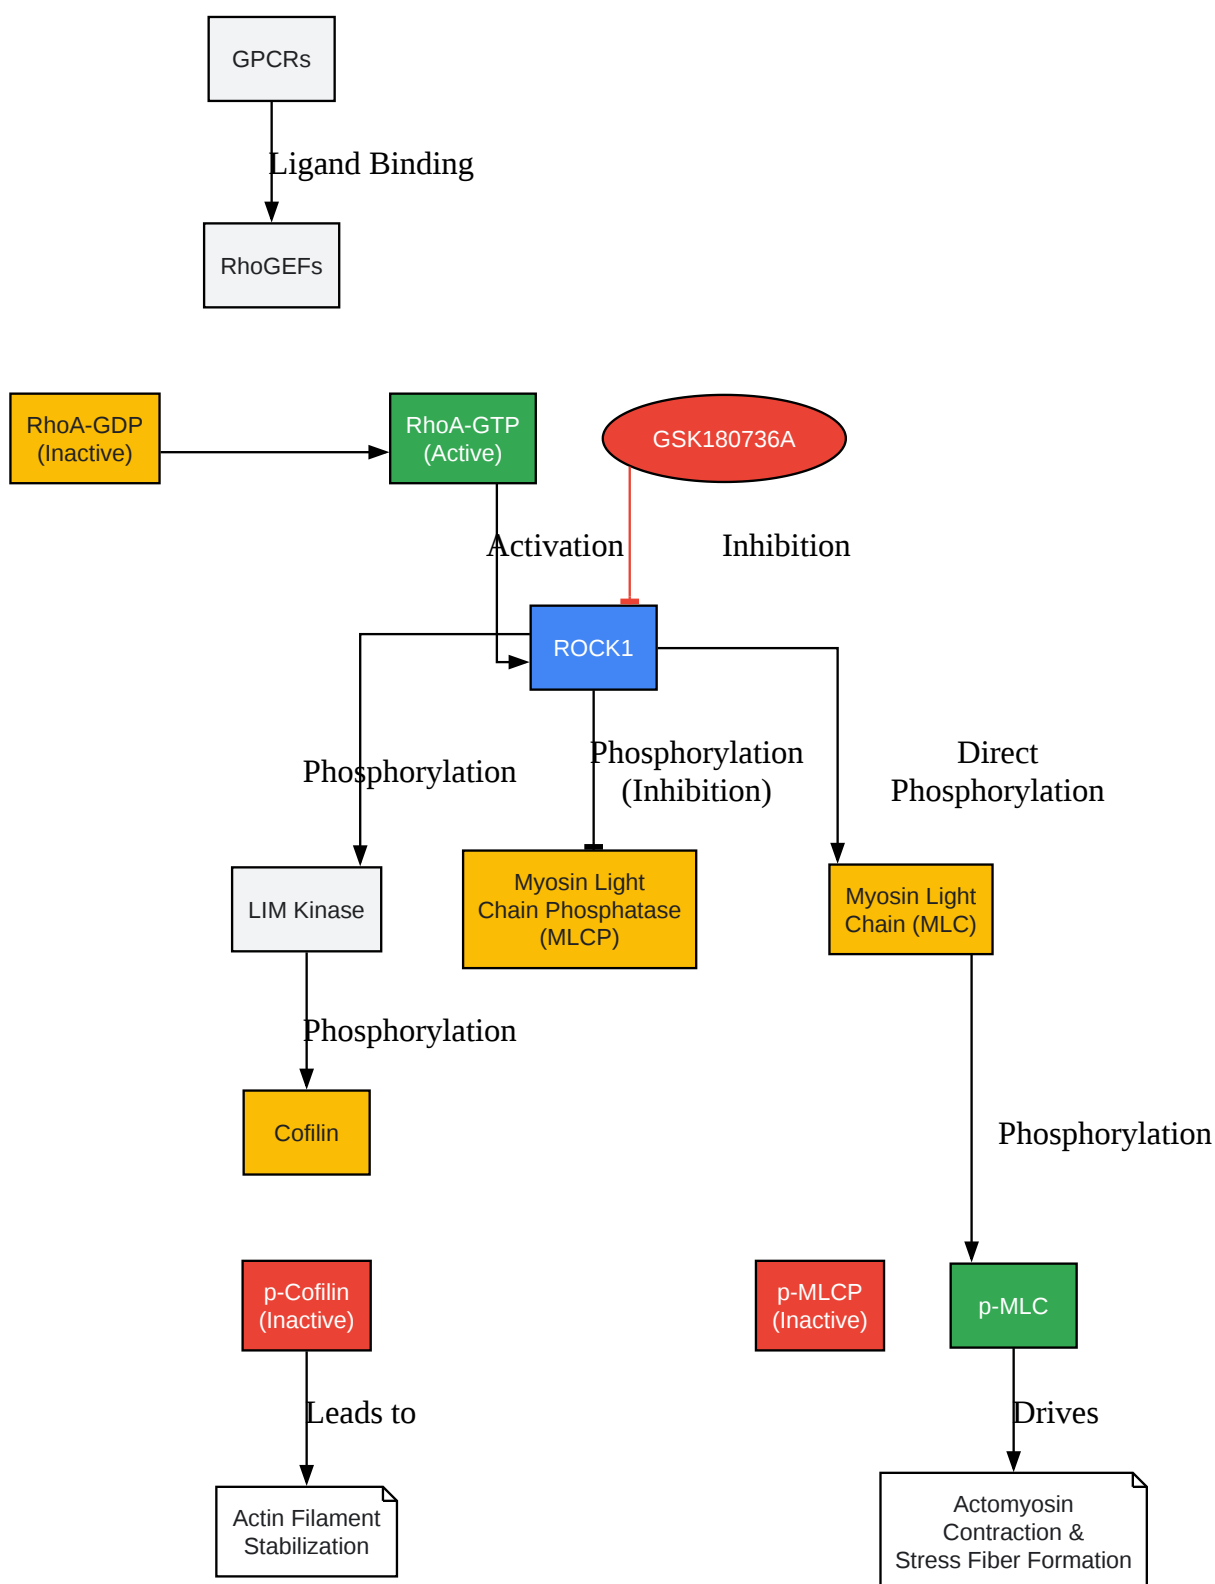 GPCRs
Ligand Binding
RhoGEFs
RhoA-GDP
(Inactive)
RhoA-GTP
(Active)
GSK180736A
Activation
Inhibition
ROCK1
Phosphorylation
Phosphorylation
(Inhibition)
Direct
Phosphorylation
LIM Kinase
Myosin Light
Chain Phosphatase
(MLCP)
Myosin Light
Chain (MLC)
Phosphorylation
Cofilin
Phosphorylation
p-Cofilin
(Inactive)
p-MLCP
(Inactive)
p-MLC
Leads to
Drives
Actin Filament
Stabilization
Actomyosin
Contraction &
Stress Fiber Formation